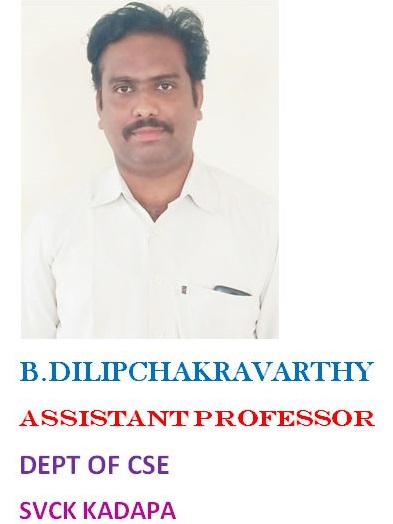 B.DILIPCHAKRAVARTHY
ASSISTANT PROFESSOR
DEPT OF CSE
SVCK KADAPA